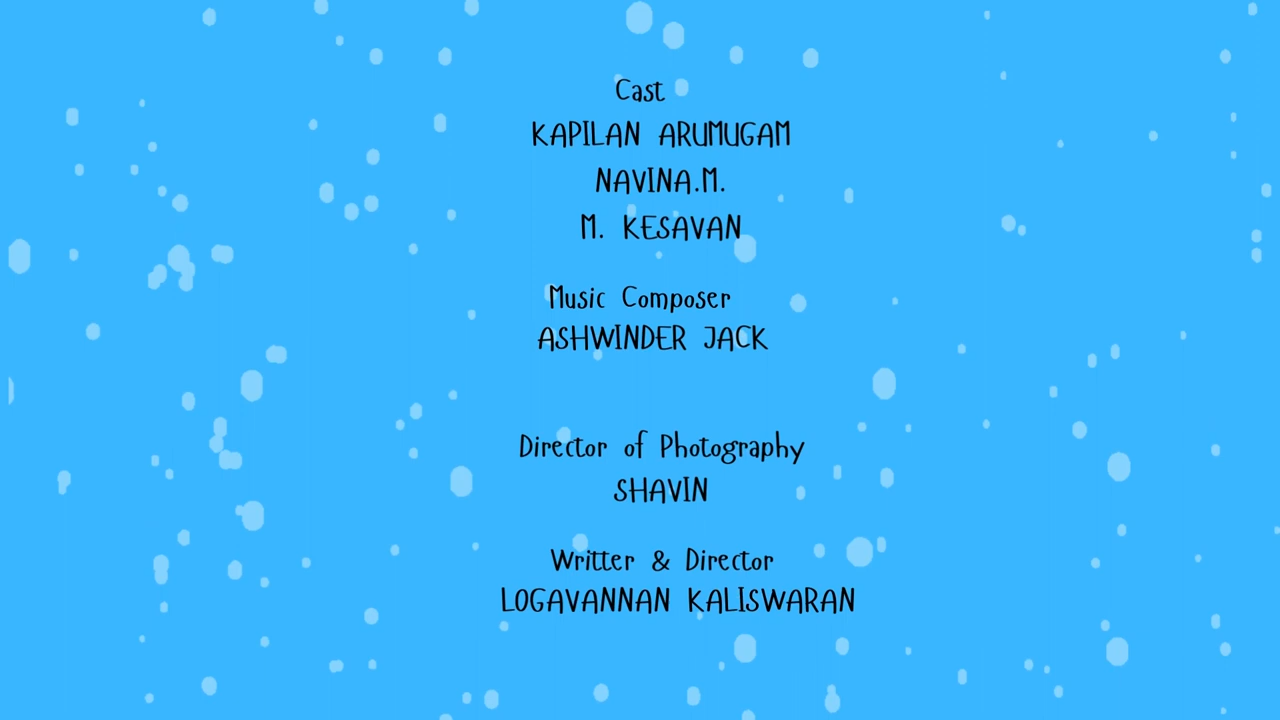 Cast
KAPILAN ARUMUGAM
NAVINA.M.
M. KESAVAN
Music Composer
ASHWINDER JACK
Director of Photography
SHAVIN
Writter & Director
LOGAVANNAN KALISWARAN